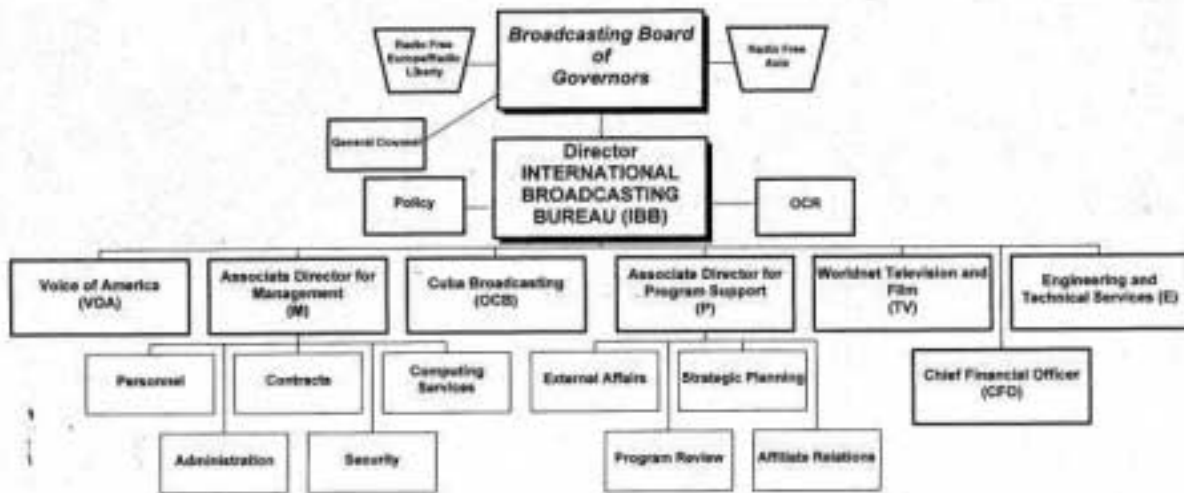 Broadcasting Board
of
Governors
Radio Free
Europe/Radio
Liberty
Radio Free
Asia
General Counsel
Director
INTERNATIONAL
BROADCASTING
BUREAU (IBB)
Policy
OCR
Voice of America
(VOA)
Associate Director for
Management
(M)
Cuba Broadcasting
(OCB)
Associate Director for
Program Support
(P)
Worldnet Television and
Film
(TV)
Engineering and
Technical Services (E)
Personnel
Contracts
Computing
Services
External Affairs
Strategic Planning
Chief Financial Officer
(CFO)
Administration
Security
Program Review
Affiliate Relations